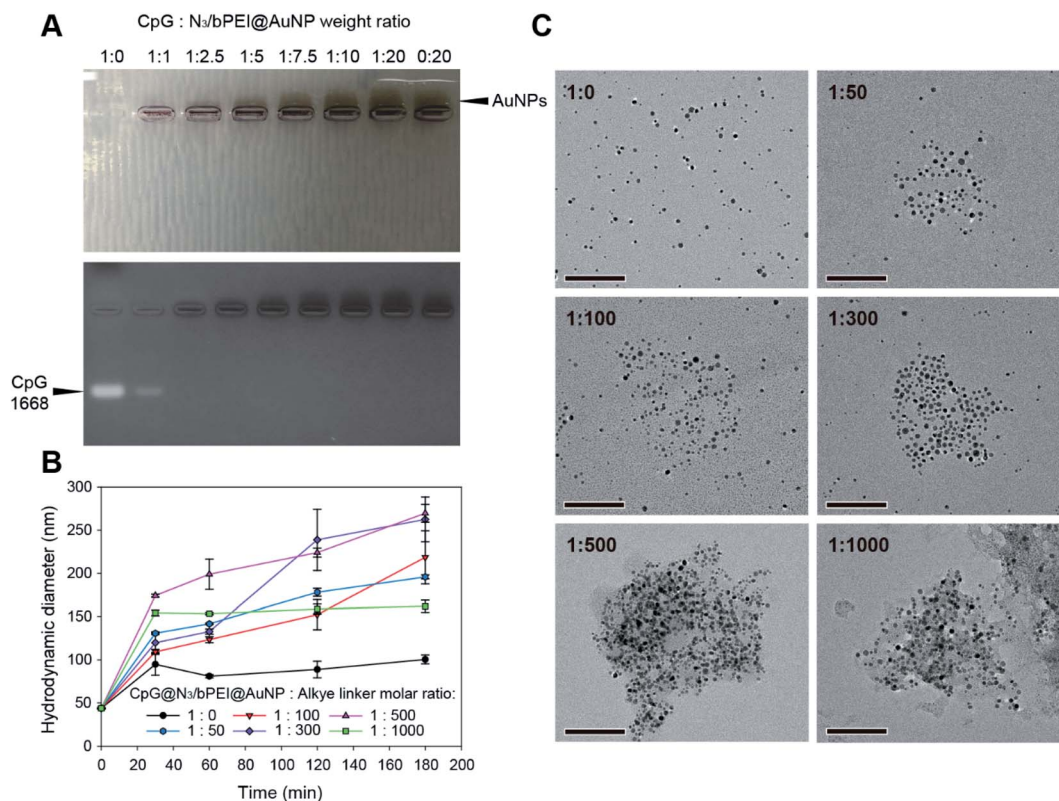 A
CpG : N₃/bPEI@AuNP weight ratio
1:0 1:1 1:2.5 1:5 1:7.5 1:10 1:20 0:20
AuNPs
CpG
1668
B
300
250
200
150
100
50
0
Hydrodynamic diameter (nm)
CpG@N₃/bPEI@AuNP : Alkye linker molar ratio:
1 : 0 1 : 100 1 : 500
1 : 50 1 : 300 1 : 1000
0 20 40 60 80 100 120 140 160 180 200
Time (min)
C
1:0
1:50
1:100
1:300
1:500
1:1000